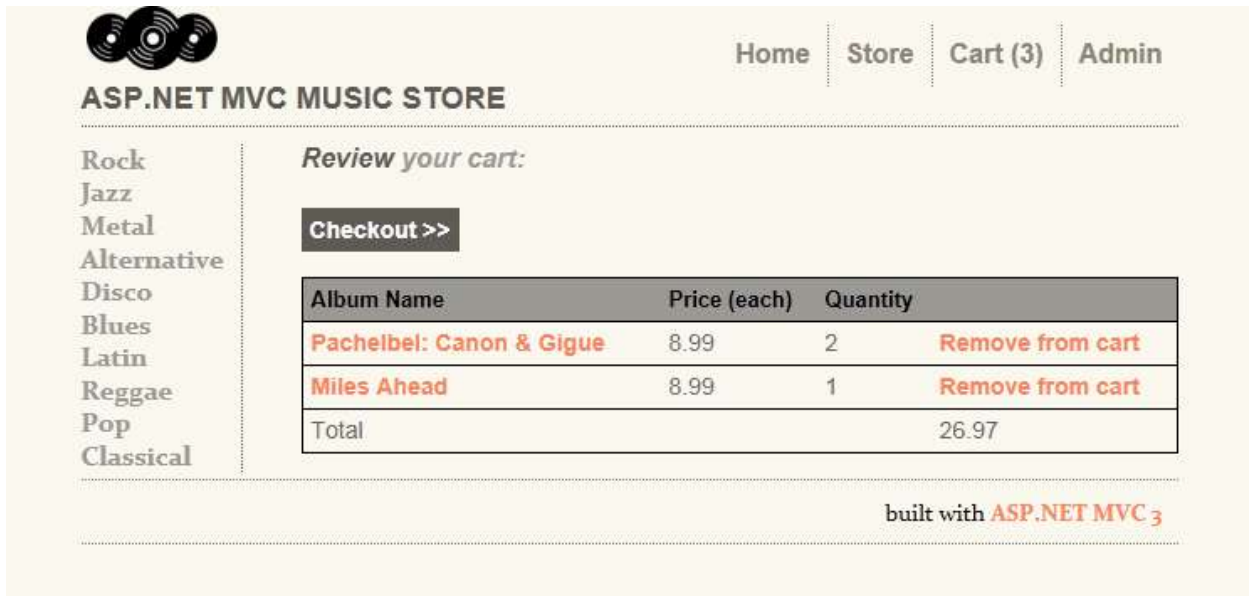 Home Store Cart (3) Admin
ASP.NET MVC MUSIC STORE
Rock
Jazz
Metal
Alternative
Disco
Blues
Latin
Reggae
Pop
Classical
Review your cart:
Checkout >>
Album Name Price (each) Quantity
Pachelbel: Canon & Gigue 8.99 2 Remove from cart
Miles Ahead 8.99 1 Remove from cart
Total 26.97
built with ASP.NET MVC 3